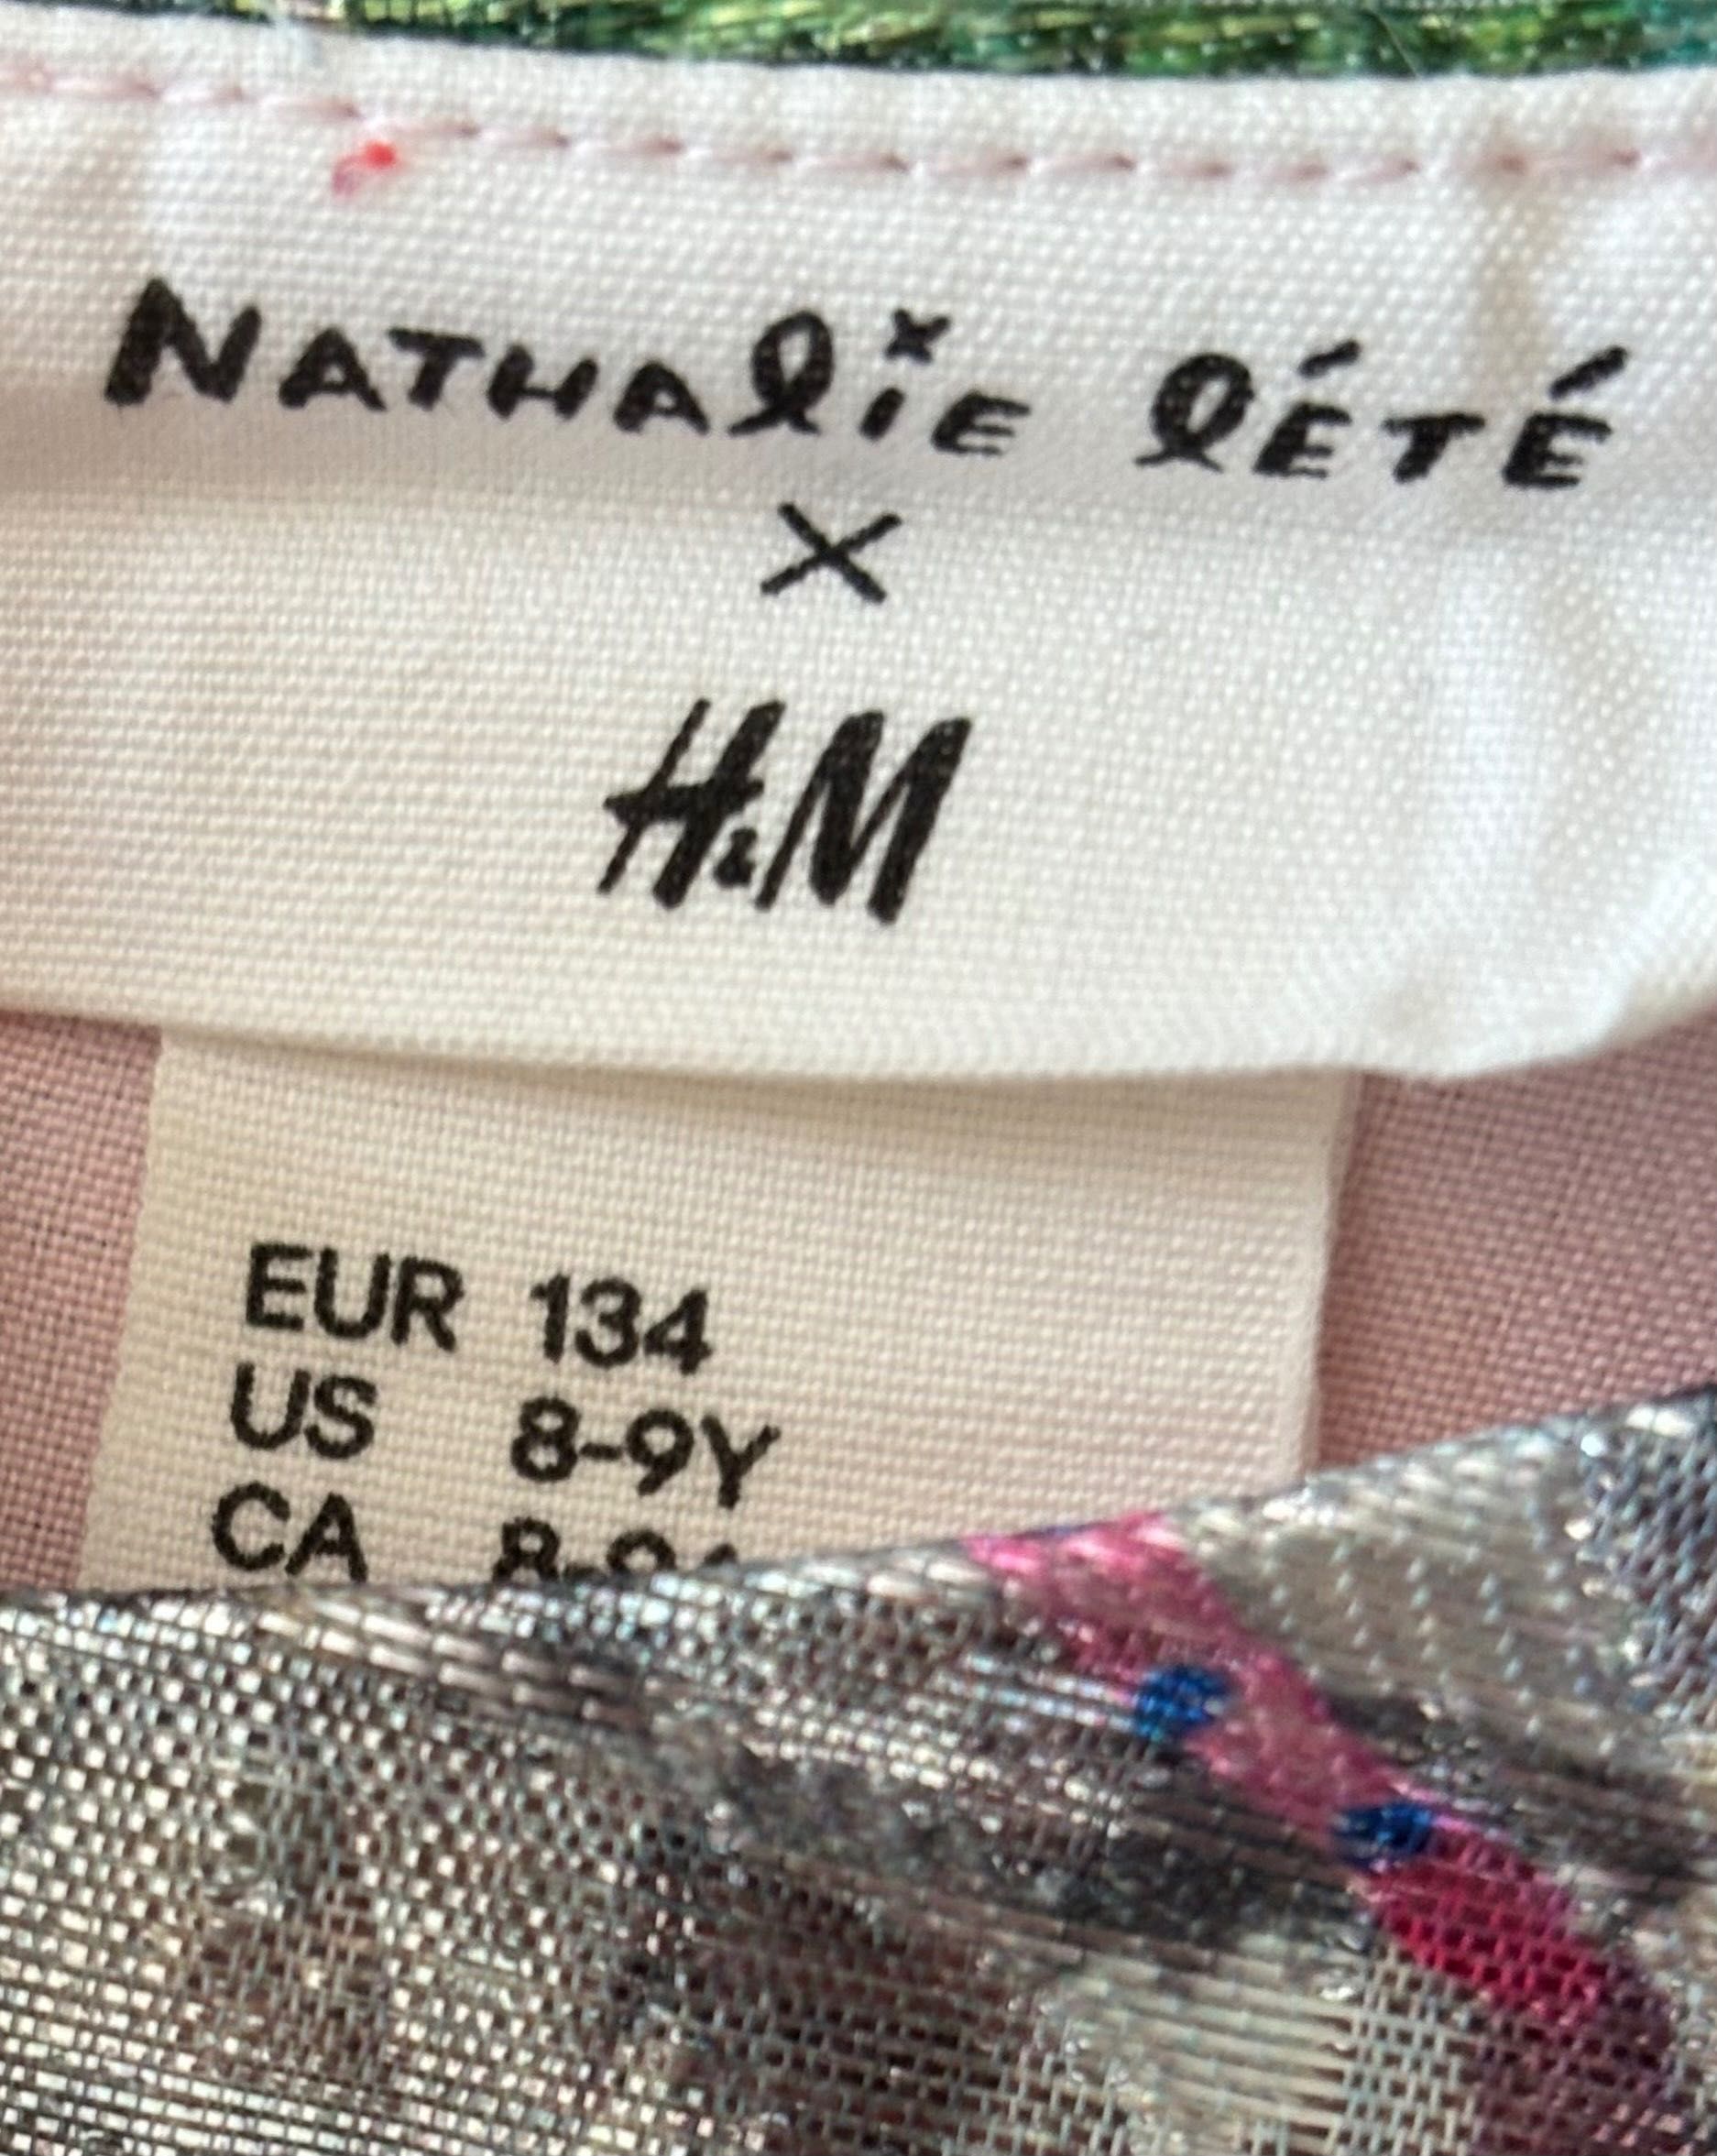 NATHAlIE lÉTÉ
×
H&M
EUR 134
US 8-9Y
CA